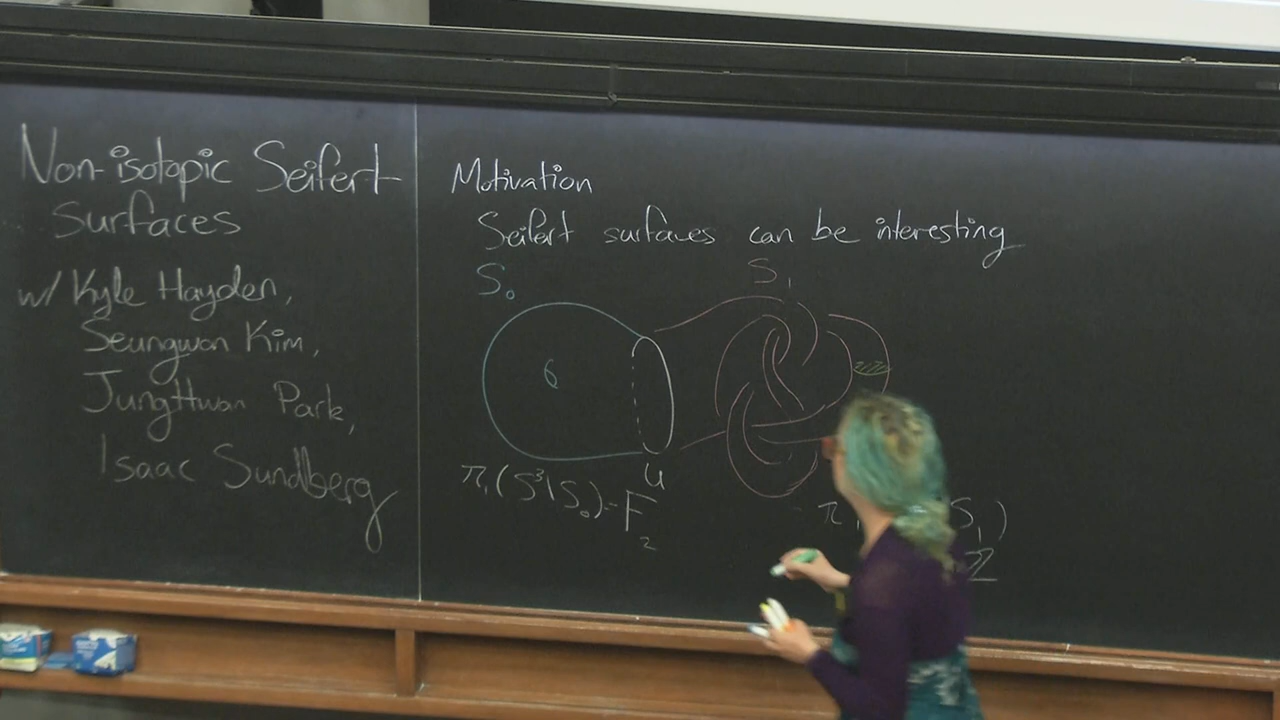 Non-isotopic Seifert
surfaces
w/ Kyle Hayden,
Seungwon Kim,
JungHwan Park,
Isaac Sundberg
Motivation
Seifert surfaces can be interesting
S₀
S₁
U
π₁(S³\S₀)=F₂
π₁
S₁)
ℤ